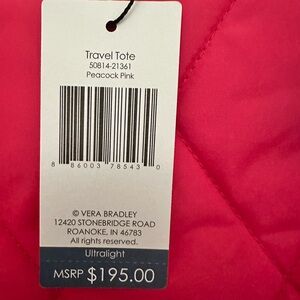 Travel Tote
50814-21361
Peacock Pink
8 86003 78543 0
© VERA BRADLEY
12420 STONEBRIDGE ROAD
ROANOKE, IN 46783
All rights reserved.
Ultralight
MSRP $195.00